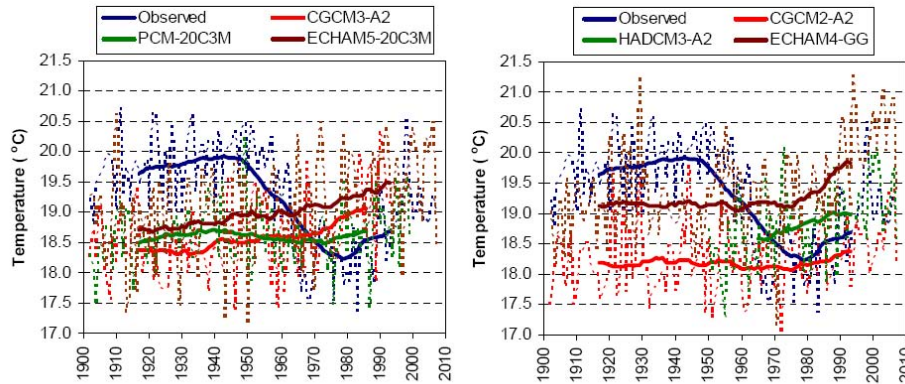 Observed CGCM3-A2
PCM-20C3M ECHAM5-20C3M
Temperature ( °C)
21.5
21.0
20.5
20.0
19.5
19.0
18.5
18.0
17.5
17.0
1900 1910 1920 1930 1940 1950 1960 1970 1980 1990 2000 2010
Observed CGCM2-A2
HADCM3-A2 ECHAM4-GG
Temperature ( °C)
21.5
21.0
20.5
20.0
19.5
19.0
18.5
18.0
17.5
17.0
1900 1910 1920 1930 1940 1950 1960 1970 1980 1990 2000 2010